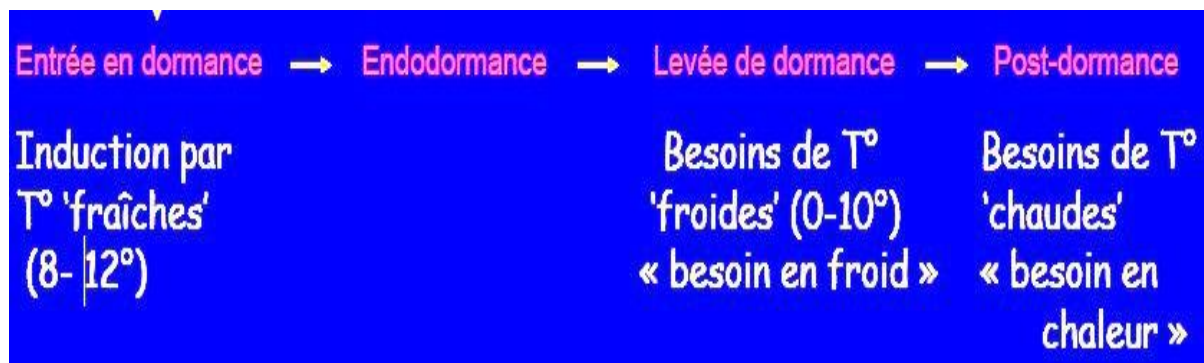 Entrée en dormance → Endodormance → Levée de dormance → Post-dormance
Induction par
T° 'fraîches'
(8- 12°)
Besoins de T°
'froides' (0-10°)
« besoin en froid »
Besoins de T°
'chaudes'
« besoin en
chaleur »